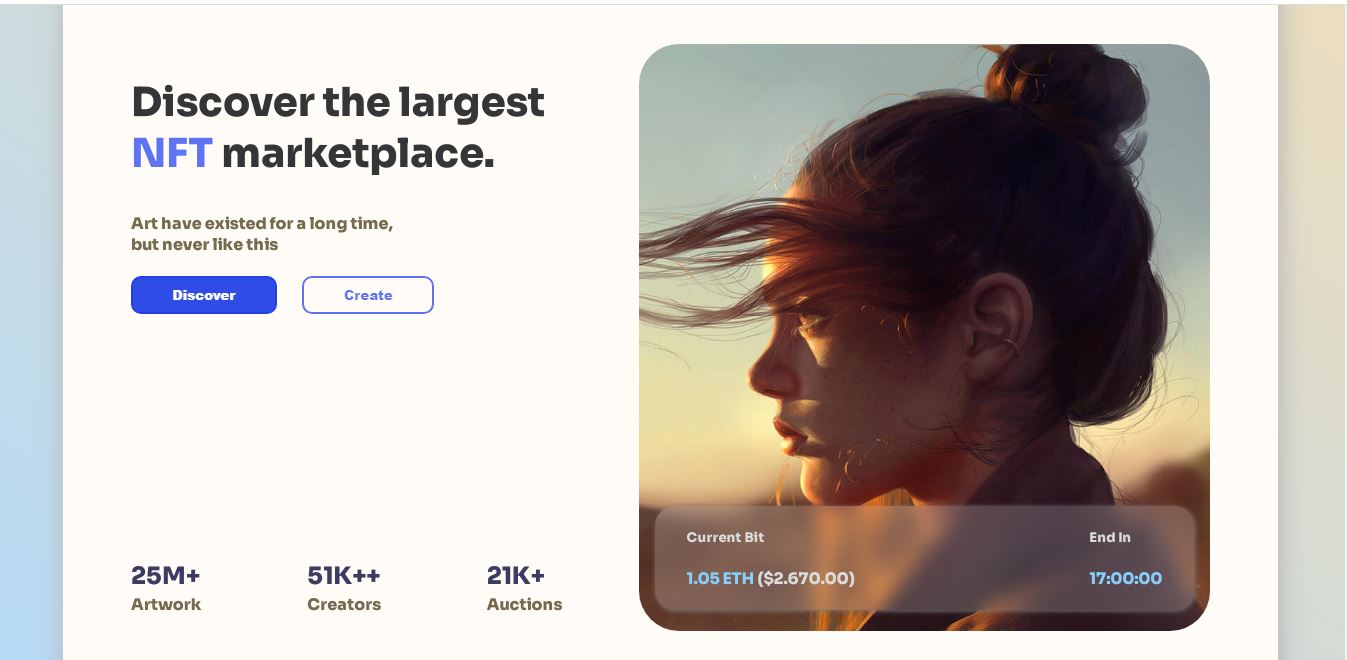 Discover the largest
NFT marketplace.
Art have existed for a long time,
but never like this
Discover
Create
25M+
Artwork
51K++
Creators
21K+
Auctions
Current Bit
1.05 ETH ($2.670.00)
End In
17:00:00